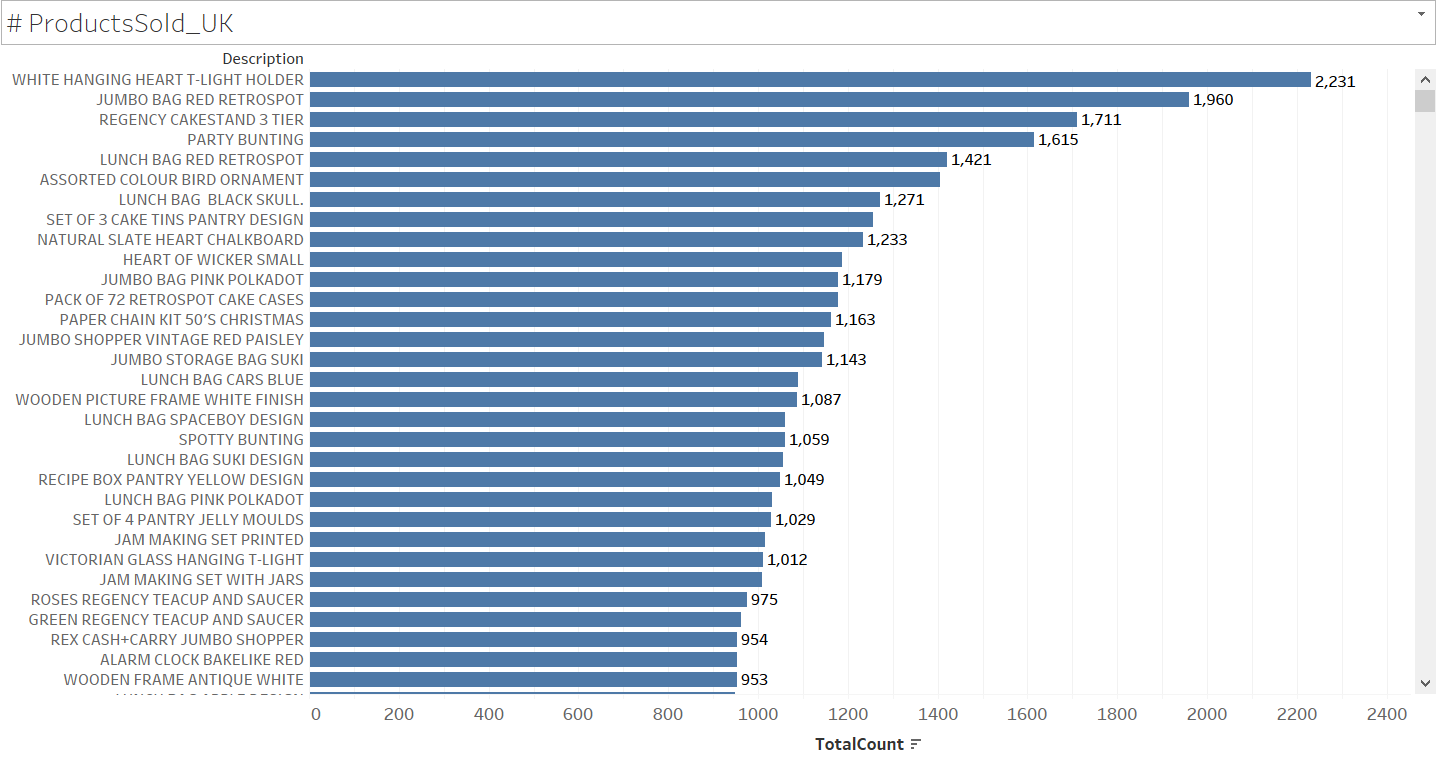 # ProductsSold_UK
Description
WHITE HANGING HEART T-LIGHT HOLDER 2,231
JUMBO BAG RED RETROSPOT 1,960
REGENCY CAKESTAND 3 TIER 1,711
PARTY BUNTING 1,615
LUNCH BAG RED RETROSPOT 1,421
ASSORTED COLOUR BIRD ORNAMENT
LUNCH BAG  BLACK SKULL. 1,271
SET OF 3 CAKE TINS PANTRY DESIGN
NATURAL SLATE HEART CHALKBOARD 1,233
HEART OF WICKER SMALL
JUMBO BAG PINK POLKADOT 1,179
PACK OF 72 RETROSPOT CAKE CASES
PAPER CHAIN KIT 50'S CHRISTMAS 1,163
JUMBO SHOPPER VINTAGE RED PAISLEY
JUMBO STORAGE BAG SUKI 1,143
LUNCH BAG CARS BLUE
WOODEN PICTURE FRAME WHITE FINISH 1,087
LUNCH BAG SPACEBOY DESIGN
SPOTTY BUNTING 1,059
LUNCH BAG SUKI DESIGN
RECIPE BOX PANTRY YELLOW DESIGN 1,049
LUNCH BAG PINK POLKADOT
SET OF 4 PANTRY JELLY MOULDS 1,029
JAM MAKING SET PRINTED
VICTORIAN GLASS HANGING T-LIGHT 1,012
JAM MAKING SET WITH JARS
ROSES REGENCY TEACUP AND SAUCER 975
GREEN REGENCY TEACUP AND SAUCER
REX CASH+CARRY JUMBO SHOPPER 954
ALARM CLOCK BAKELIKE RED
WOODEN FRAME ANTIQUE WHITE 953
0 200 400 600 800 1000 1200 1400 1600 1800 2000 2200 2400
TotalCount